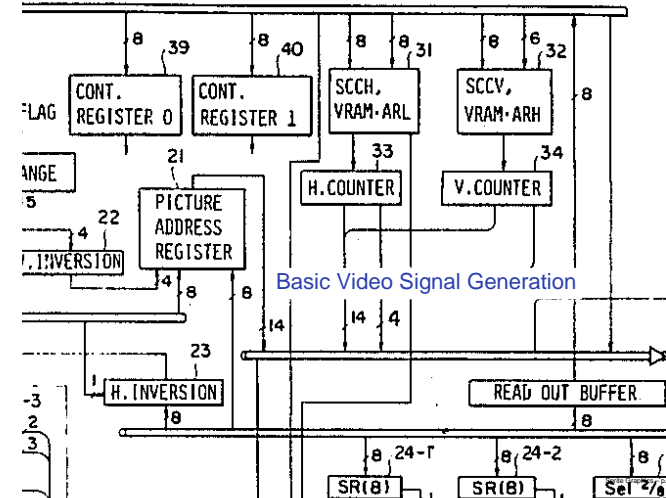 8
39
8
40
8
8
31
8
6
32
CONT.
REGISTER 0
CONT.
REGISTER 1
SCCH,
VRAM·ARL
SCCV,
VRAM·ARH
8
FLAG
ANGE
5
21
PICTURE
ADDRESS
REGISTER
33
H.COUNTER
34
V.COUNTER
22
4
.INVERSION
4
8
8
Basic Video Signal Generation
14
14
4
23
1
H.INVERSION
8
READ OUT BUFFER
8
-3
2
3
8
24-1
8
24-2
8
SR(8)
SR(8)
Sel